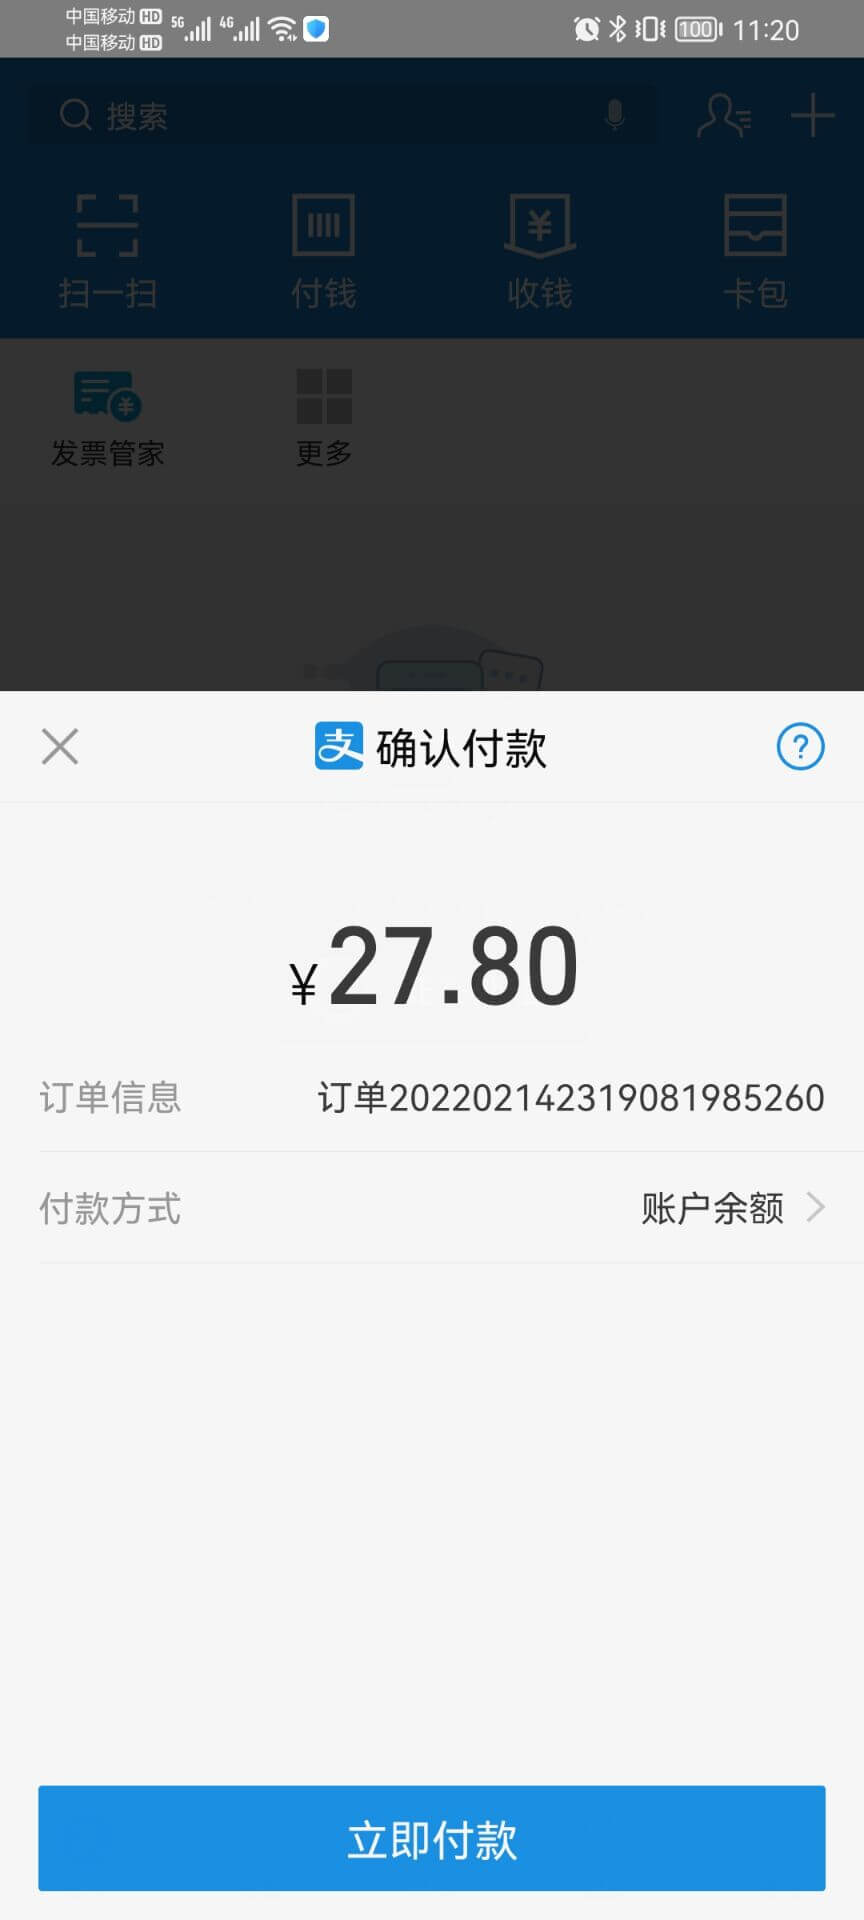 中国移动 HD 5G 4G 100 11:20
中国移动 HD
搜索
扫一扫 付钱 收钱 卡包
发票管家 更多
支 确认付款 ?
¥27.80
订单信息 订单202202142319081985260
付款方式 账户余额
立即付款